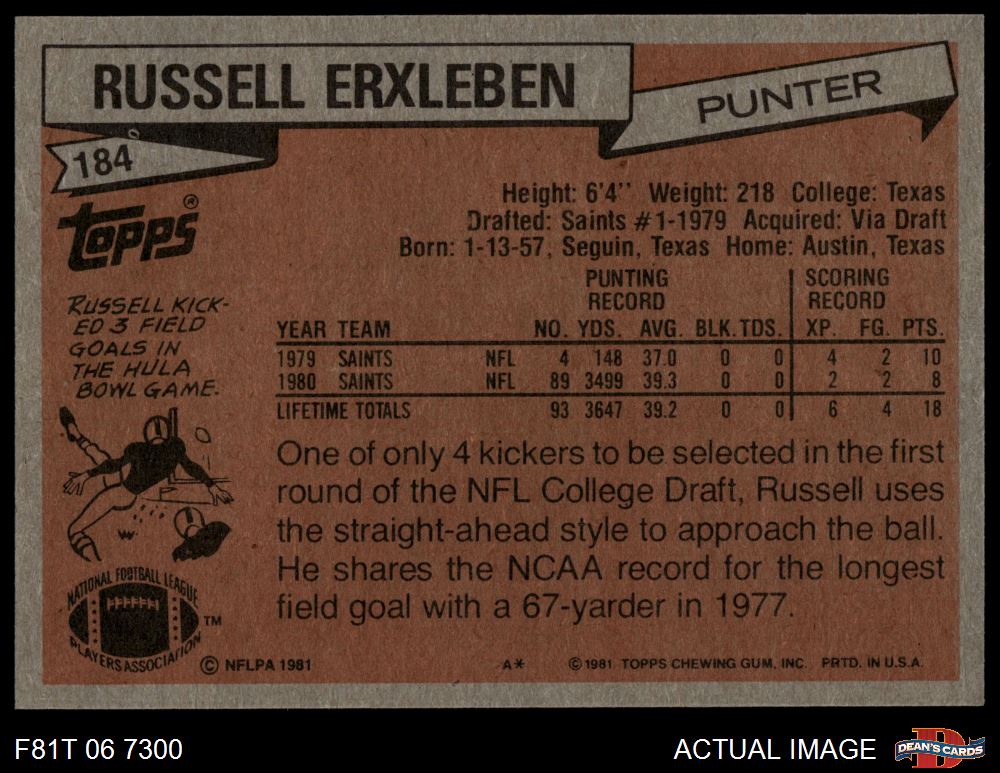 RUSSELL ERXLEBEN
PUNTER
184
TOPPS®
Height: 6'4'' Weight: 218 College: Texas
Drafted: Saints #1-1979 Acquired: Via Draft
Born: 1-13-57, Seguin, Texas Home: Austin, Texas
RUSSELL KICK-
ED 3 FIELD
GOALS IN
THE HULA
BOWL GAME.
PUNTING RECORD SCORING RECORD
YEAR TEAM NO. YDS. AVG. BLK. TDS. XP. FG. PTS.
1979 SAINTS NFL 4 148 37.0 0 0 4 2 10
1980 SAINTS NFL 89 3499 39.3 0 0 2 2 8
LIFETIME TOTALS 93 3647 39.2 0 0 6 4 18
One of only 4 kickers to be selected in the first
round of the NFL College Draft, Russell uses
the straight-ahead style to approach the ball.
He shares the NCAA record for the longest
field goal with a 67-yarder in 1977.
NATIONAL FOOTBALL LEAGUE
PLAYERS ASSOCIATION TM
© NFLPA 1981 A* © 1981 TOPPS CHEWING GUM, INC. PRTD. IN U.S.A.
F81T 06 7300 ACTUAL IMAGE D DEAN'S CARDS